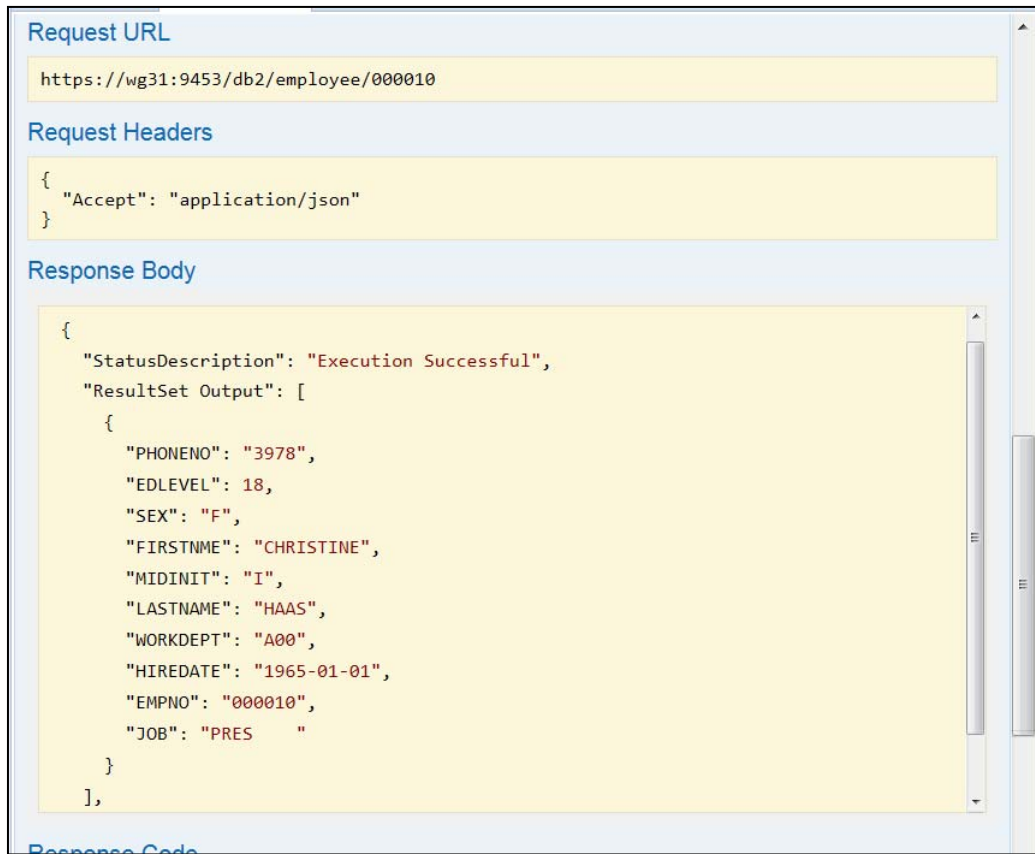 Request URL
https://wg31:9453/db2/employee/000010
Request Headers
{
"Accept": "application/json"
}
Response Body
{
"StatusDescription": "Execution Successful",
"ResultSet Output": [
{
"PHONENO": "3978",
"EDLEVEL": 18,
"SEX": "F",
"FIRSTNME": "CHRISTINE",
"MIDINIT": "I",
"LASTNAME": "HAAS",
"WORKDEPT": "A00",
"HIREDATE": "1965-01-01",
"EMPNO": "000010",
"JOB": "PRES    "
}
],
Response Code